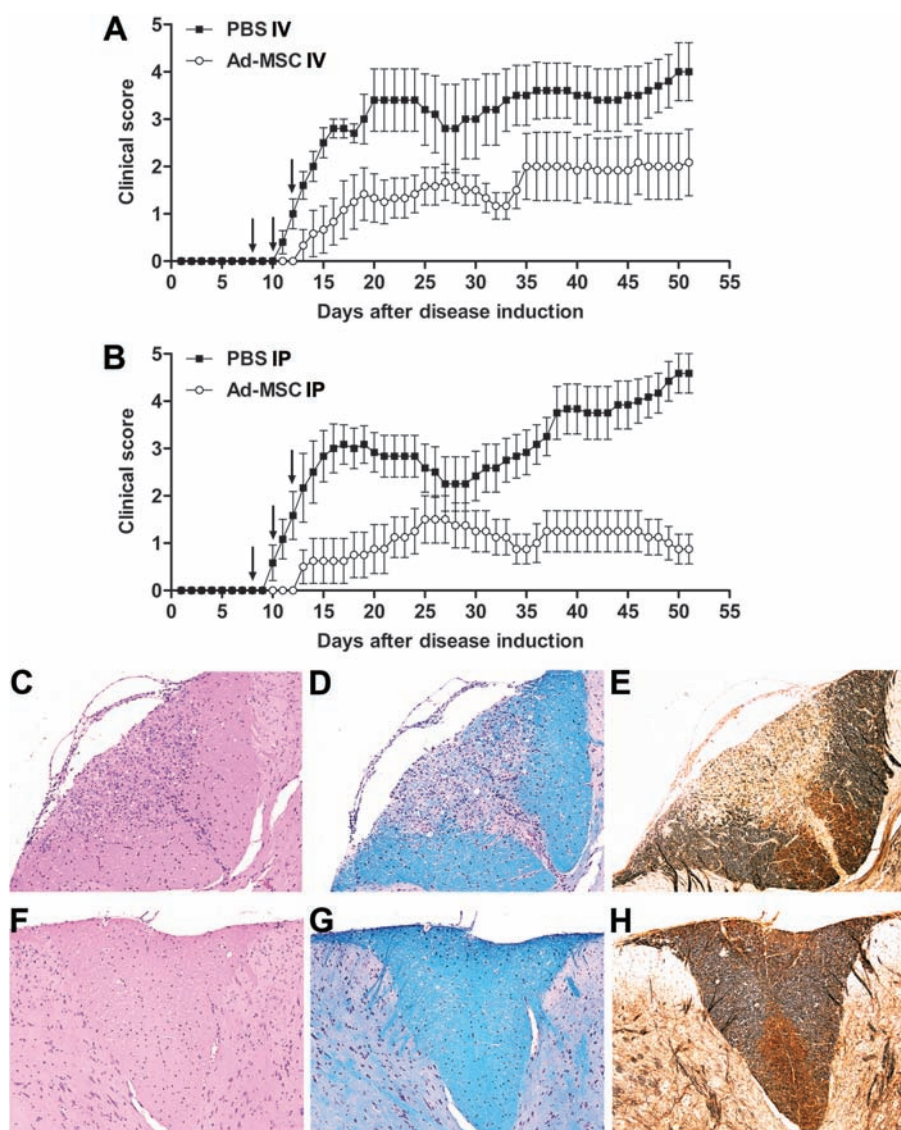 A
PBS IV
Ad-MSC IV
Clinical score
5
4
3
2
1
0
0 5 10 15 20 25 30 35 40 45 50 55
Days after disease induction
B
PBS IP
Ad-MSC IP
Clinical score
5
4
3
2
1
0
0 5 10 15 20 25 30 35 40 45 50 55
Days after disease induction
C D E
F G H